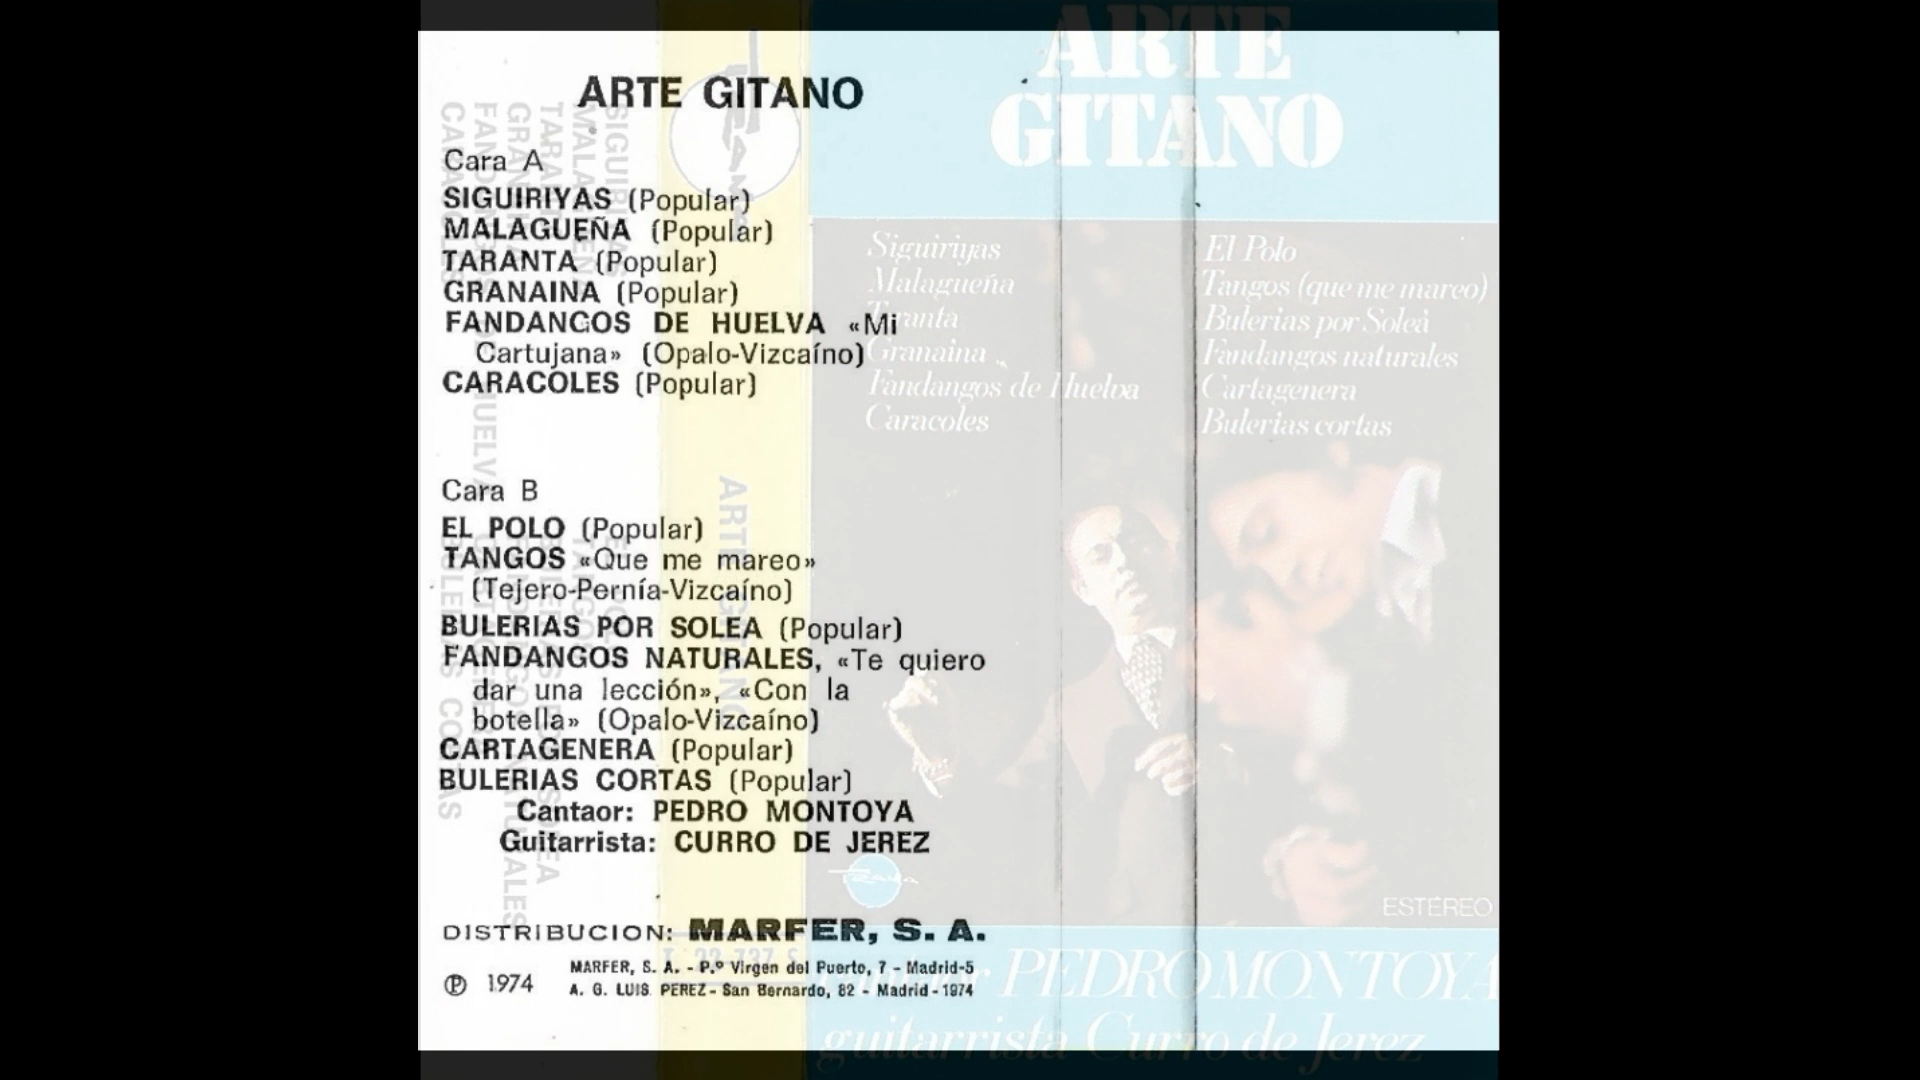 ARTE GITANO
Cara A
SIGUIRIYAS (Popular)
MALAGUEÑA (Popular)
TARANTA (Popular)
GRANAINA (Popular)
FANDANGOS DE HUELVA «Mi
Cartujana» (Opalo-Vizcaíno)
CARACOLES (Popular)
Cara B
EL POLO (Popular)
TANGOS «Que me mareo»
(Tejero-Pernía-Vizcaíno)
BULERIAS POR SOLEA (Popular)
FANDANGOS NATURALES, «Te quiero
dar una lección», «Con la
botella» (Opalo-Vizcaíno)
CARTAGENERA (Popular)
BULERIAS CORTAS (Popular)
Cantaor: PEDRO MONTOYA
Guitarrista: CURRO DE JEREZ
DISTRIBUCION: MARFER, S. A.
MARFER, S. A. - P.º Virgen del Puerto, 7 - Madrid-5
℗ 1974
A. G. LUIS PEREZ - San Bernardo, 82 - Madrid - 1974
ARTE GITANO
ARTE
GITANO
Siguiriyas
Malagueña
Taranta
Granaina
Fandangos de Huelva
Caracoles
El Polo
Tangos (que me mareo)
Bulerias por Soleá
Fandangos naturales
Cartagenera
Bulerias cortas
ESTÉREO
PEDRO MONTOYA
guitarrista Curro de Jerez